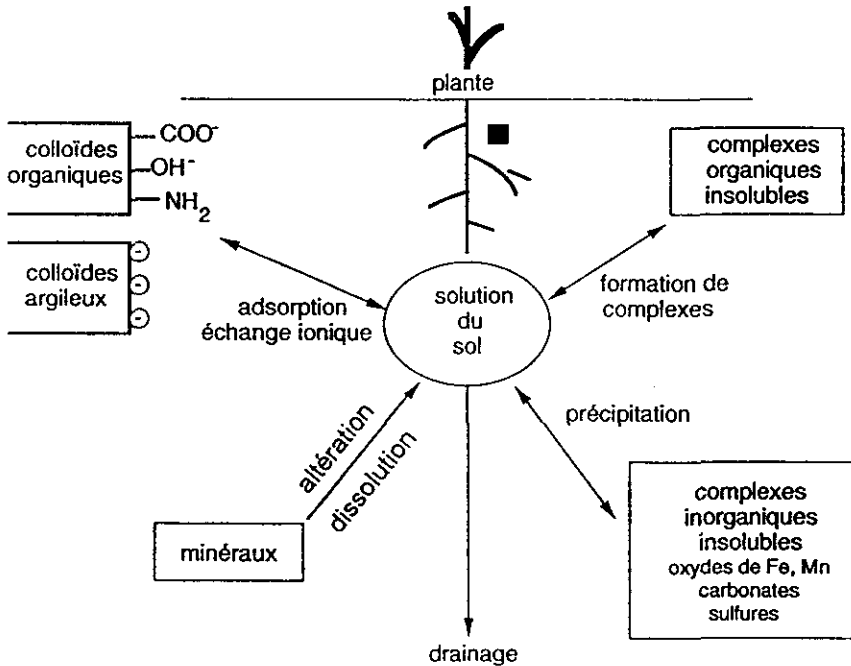 plante
colloïdes
organiques
COO⁻
OH⁻
NH₂
complexes
organiques
insolubles
colloïdes
argileux
-
-
-
adsorption
échange ionique
solution
du
sol
formation de
complexes
altération
dissolution
précipitation
minéraux
complexes
inorganiques
insolubles
oxydes de Fe, Mn
carbonates
sulfures
drainage